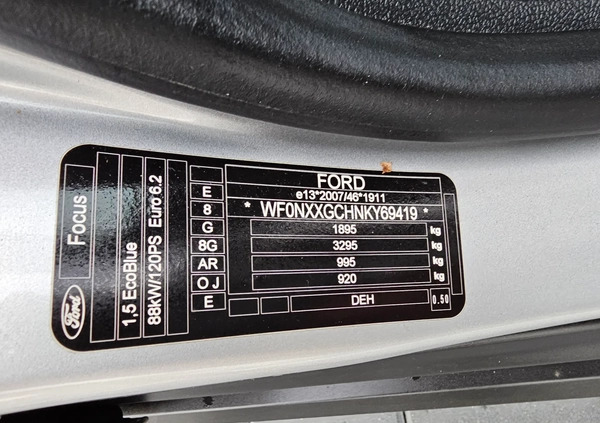 Ford
Focus
1,5 EcoBlue
88kW/120PS Euro 6.2
FORD
E e13*2007/46*1911
8 * WF0NXXGCHNKY69419 *
G 1895 kg
8G 3295 kg
AR 995 kg
O J 920 kg
E DEH 0.50